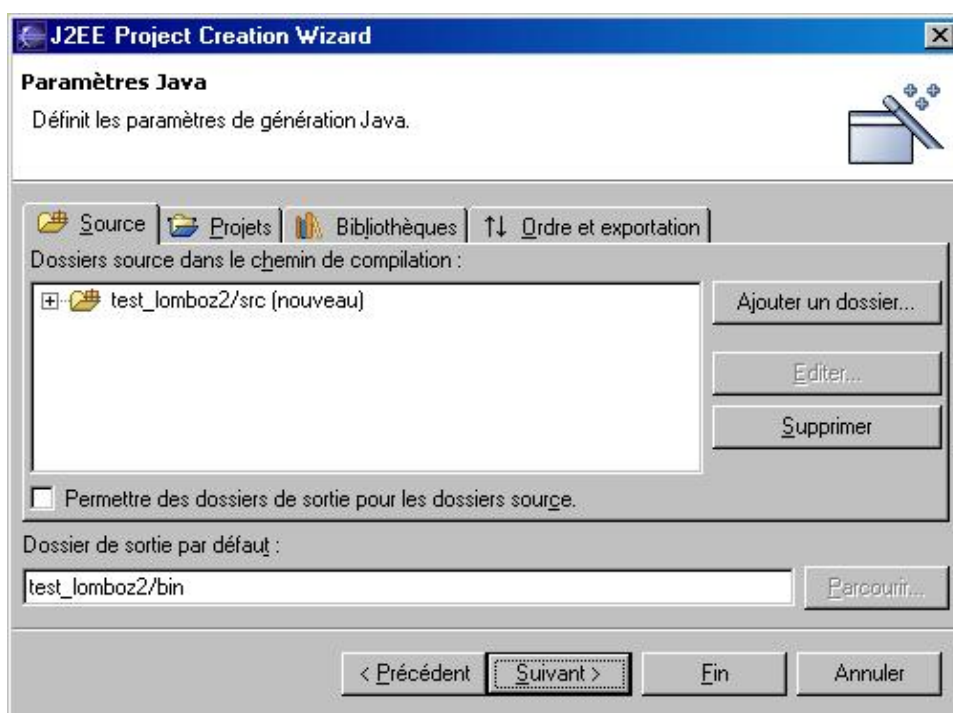 J2EE Project Creation Wizard
Paramètres Java
Définit les paramètres de génération Java.
Source Projets Bibliothèques Ordre et exportation
Dossiers source dans le chemin de compilation :
test_lomboz2/src (nouveau)
Ajouter un dossier...
Editer...
Supprimer
Permettre des dossiers de sortie pour les dossiers source.
Dossier de sortie par défaut :
test_lomboz2/bin
Parcourir...
< Précédent Suivant > Fin Annuler